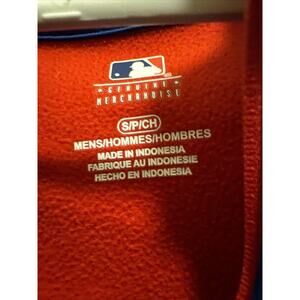 GENUINE
MERCHANDISE
S/P/CH
MENS/HOMMES/HOMBRES
MADE IN INDONESIA
FABRIQUE AU INDONESIE
HECHO EN INDONESIA